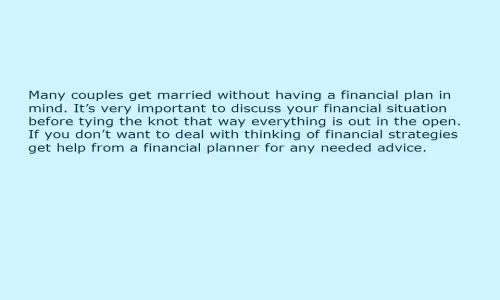 Many couples get married without having a financial plan in
mind. It’s very important to discuss your financial situation
before tying the knot that way everything is out in the open.
If you don’t want to deal with thinking of financial strategies
get help from a financial planner for any needed advice.